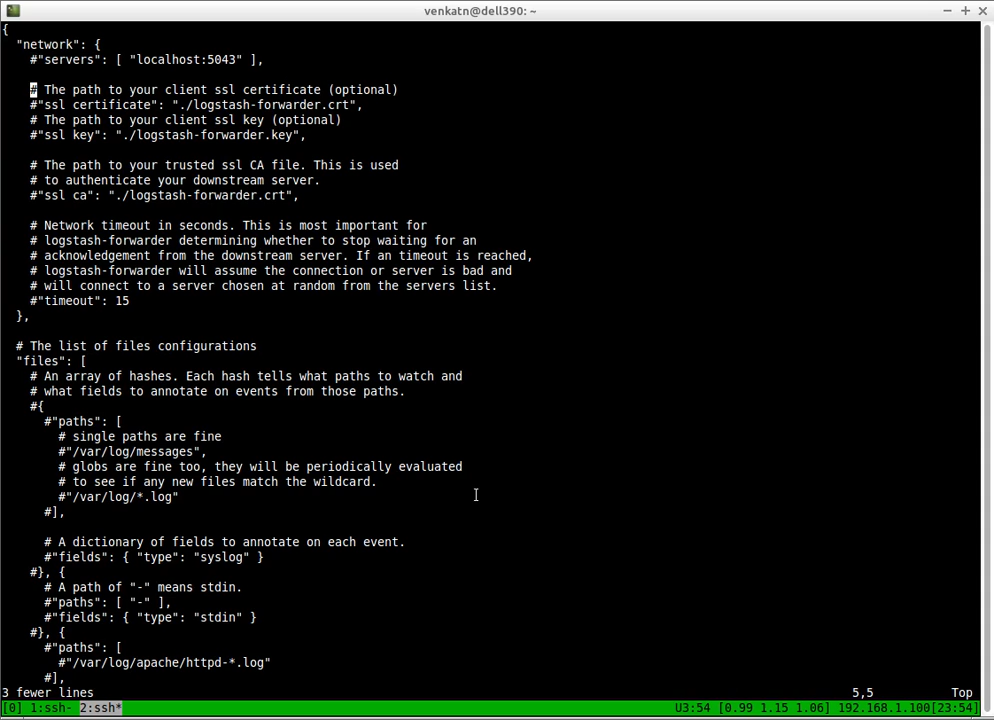 venkatn@dell390: ~
{
"network": {
#"servers": [ "localhost:5043" ],
# The path to your client ssl certificate (optional)
#"ssl certificate": "./logstash-forwarder.crt",
# The path to your client ssl key (optional)
#"ssl key": "./logstash-forwarder.key",
# The path to your trusted ssl CA file. This is used
# to authenticate your downstream server.
#"ssl ca": "./logstash-forwarder.crt",
# Network timeout in seconds. This is most important for
# logstash-forwarder determining whether to stop waiting for an
# acknowledgement from the downstream server. If an timeout is reached,
# logstash-forwarder will assume the connection or server is bad and
# will connect to a server chosen at random from the servers list.
#"timeout": 15
},
# The list of files configurations
"files": [
# An array of hashes. Each hash tells what paths to watch and
# what fields to annotate on events from those paths.
#{
#"paths": [
# single paths are fine
#"/var/log/messages",
# globs are fine too, they will be periodically evaluated
# to see if any new files match the wildcard.
#"/var/log/*.log"
#],
# A dictionary of fields to annotate on each event.
#"fields": { "type": "syslog" }
#}, {
# A path of "-" means stdin.
#"paths": [ "-" ],
#"fields": { "type": "stdin" }
#}, {
#"paths": [
#"/var/log/apache/httpd-*.log"
#],
3 fewer lines 5,5 Top
[0] 1:ssh- 2:ssh* U3:54 [0.99 1.15 1.06] 192.168.1.100[23:54]